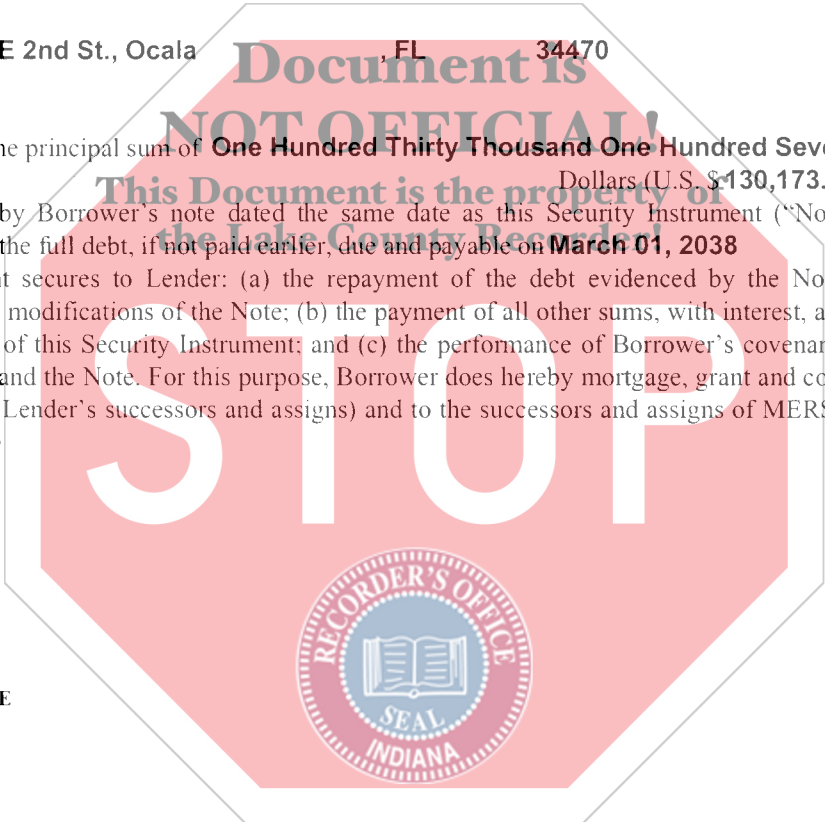 E 2nd St., Ocala , FL 34470
Document is
NOT OFFICIAL!
he principal sum of One Hundred Thirty Thousand One Hundred Seve
Dollars (U.S. $130,173.
This Document is the property of
by Borrower's note dated the same date as this Security Instrument ("No
the Lake County Recorder!
the full debt, if not paid earlier, due and payable on March 01, 2038
t secures to Lender: (a) the repayment of the debt evidenced by the No
modifications of the Note; (b) the payment of all other sums, with interest, a
of this Security Instrument; and (c) the performance of Borrower's covenan
and the Note. For this purpose, Borrower does hereby mortgage, grant and co
Lender's successors and assigns) and to the successors and assigns of MERS
STOP
RECORDER'S OFFICE
SEAL
INDIANA
E